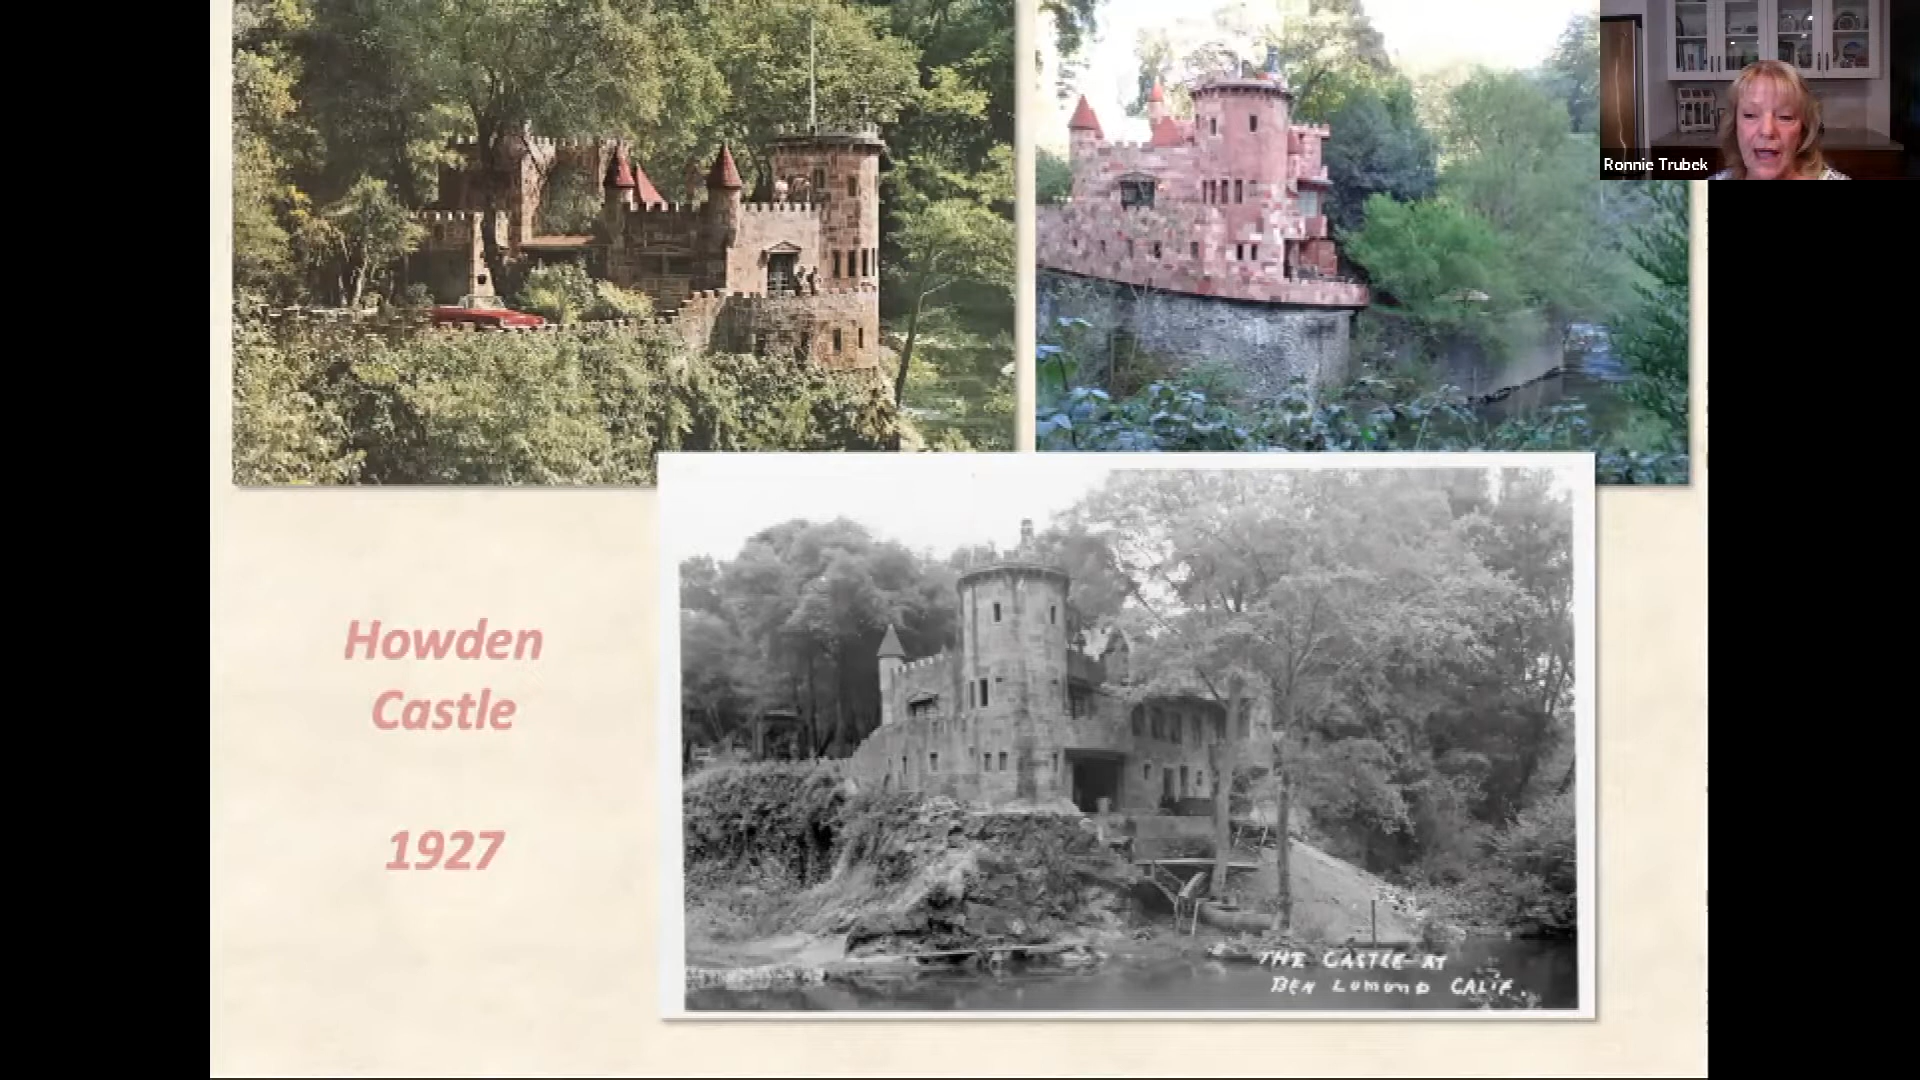 Ronnie Trubek
Howden
Castle
1927
THE CASTLE AT
BEN LOMOND CALIF.